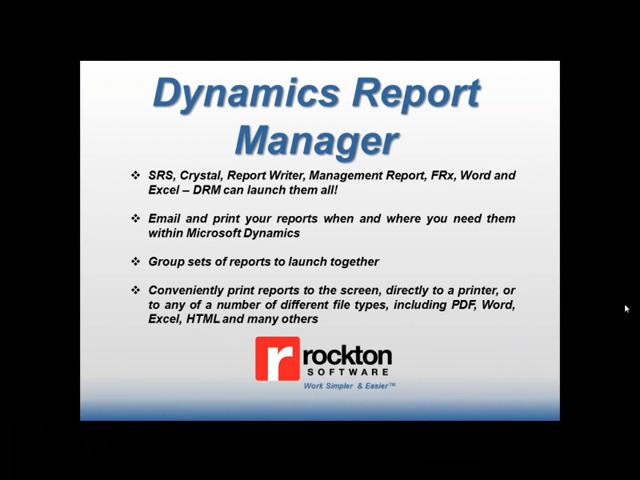 Dynamics Report
Manager
SRS, Crystal, Report Writer, Management Report, FRx, Word and
Excel – DRM can launch them all!
Email and print your reports when and where you need them
within Microsoft Dynamics
Group sets of reports to launch together
Conveniently print reports to the screen, directly to a printer, or
to any of a number of different file types, including PDF, Word,
Excel, HTML and many others
r rockton
SOFTWARE
Work Simpler & Easier™